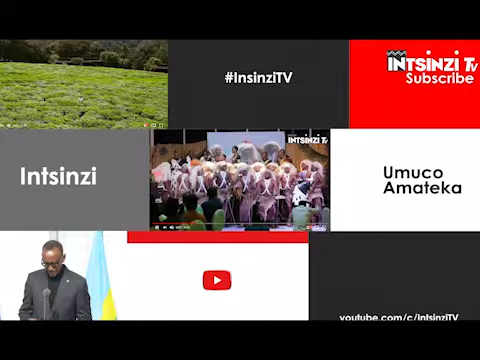 #InsinziTV
INTSINZI Tv
Subscribe
Intsinzi
INTSINZI Tv
Umuco
Amateka
youtube.com/c/IntsinziTV